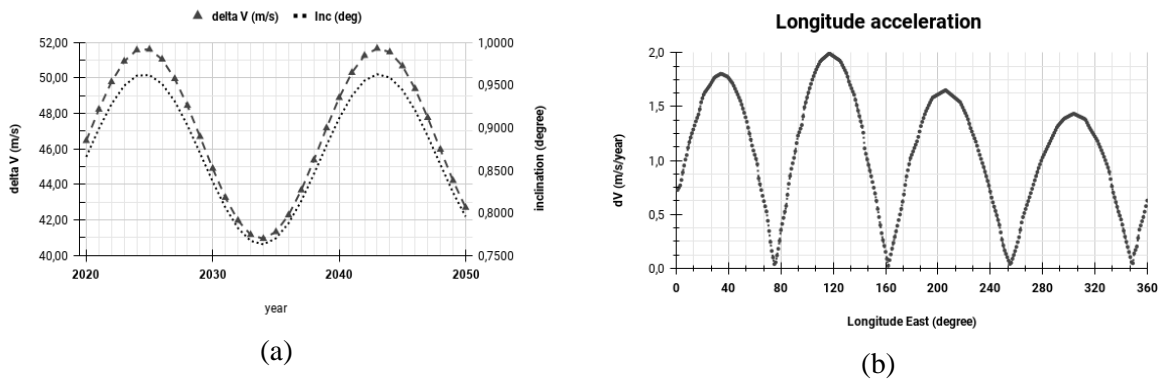 delta V (m/s) Inc (deg)
52,00
50,00
48,00
46,00
44,00
42,00
40,00
delta V (m/s)
1,0000
0,9500
0,9000
0,8500
0,8000
0,7500
inclination (degree)
2020 2030 2040 2050
year
(a)
Longitude acceleration
2,0
1,5
1,0
0,5
0,0
dV (m/s/year)
0 40 80 120 160 200 240 280 320 360
Longitude East (degree)
(b)